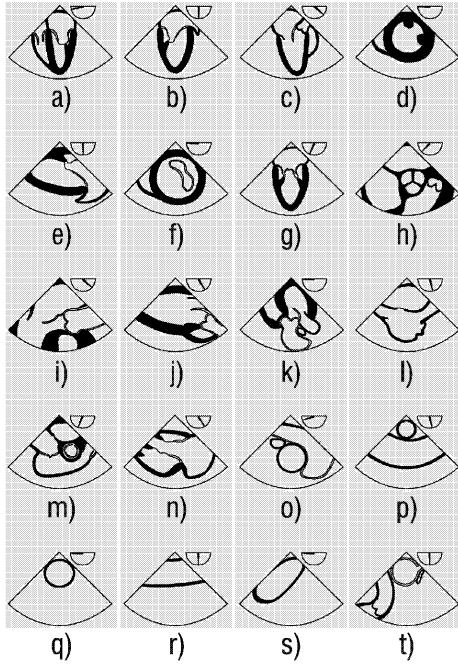 a) b) c) d)
e) f) g) h)
i) j) k) l)
m) n) o) p)
q) r) s) t)